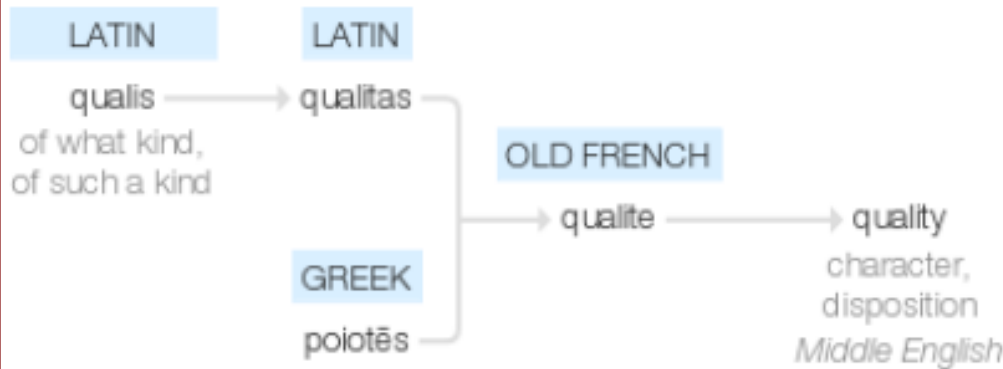 LATIN
LATIN
qualis
qualitas
of what kind,
of such a kind
OLD FRENCH
qualite
quality
GREEK
poiotēs
character,
disposition
Middle English